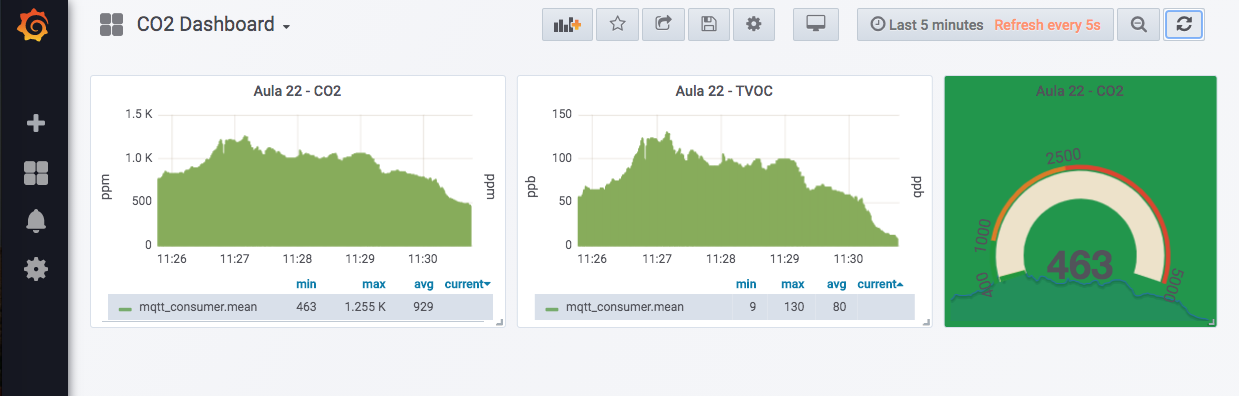 CO2 Dashboard
Last 5 minutes Refresh every 5s
Aula 22 - CO2
1.5 K
1.0 K
500
0
ppm
ppm
11:26 11:27 11:28 11:29 11:30
min max avg current
mqtt_consumer.mean 463 1.255 K 929
Aula 22 - TVOC
150
100
50
0
ppb
ppb
11:26 11:27 11:28 11:29 11:30
min max avg current
mqtt_consumer.mean 9 130 80
Aula 22 - CO2
400
1000
2500
5000
463